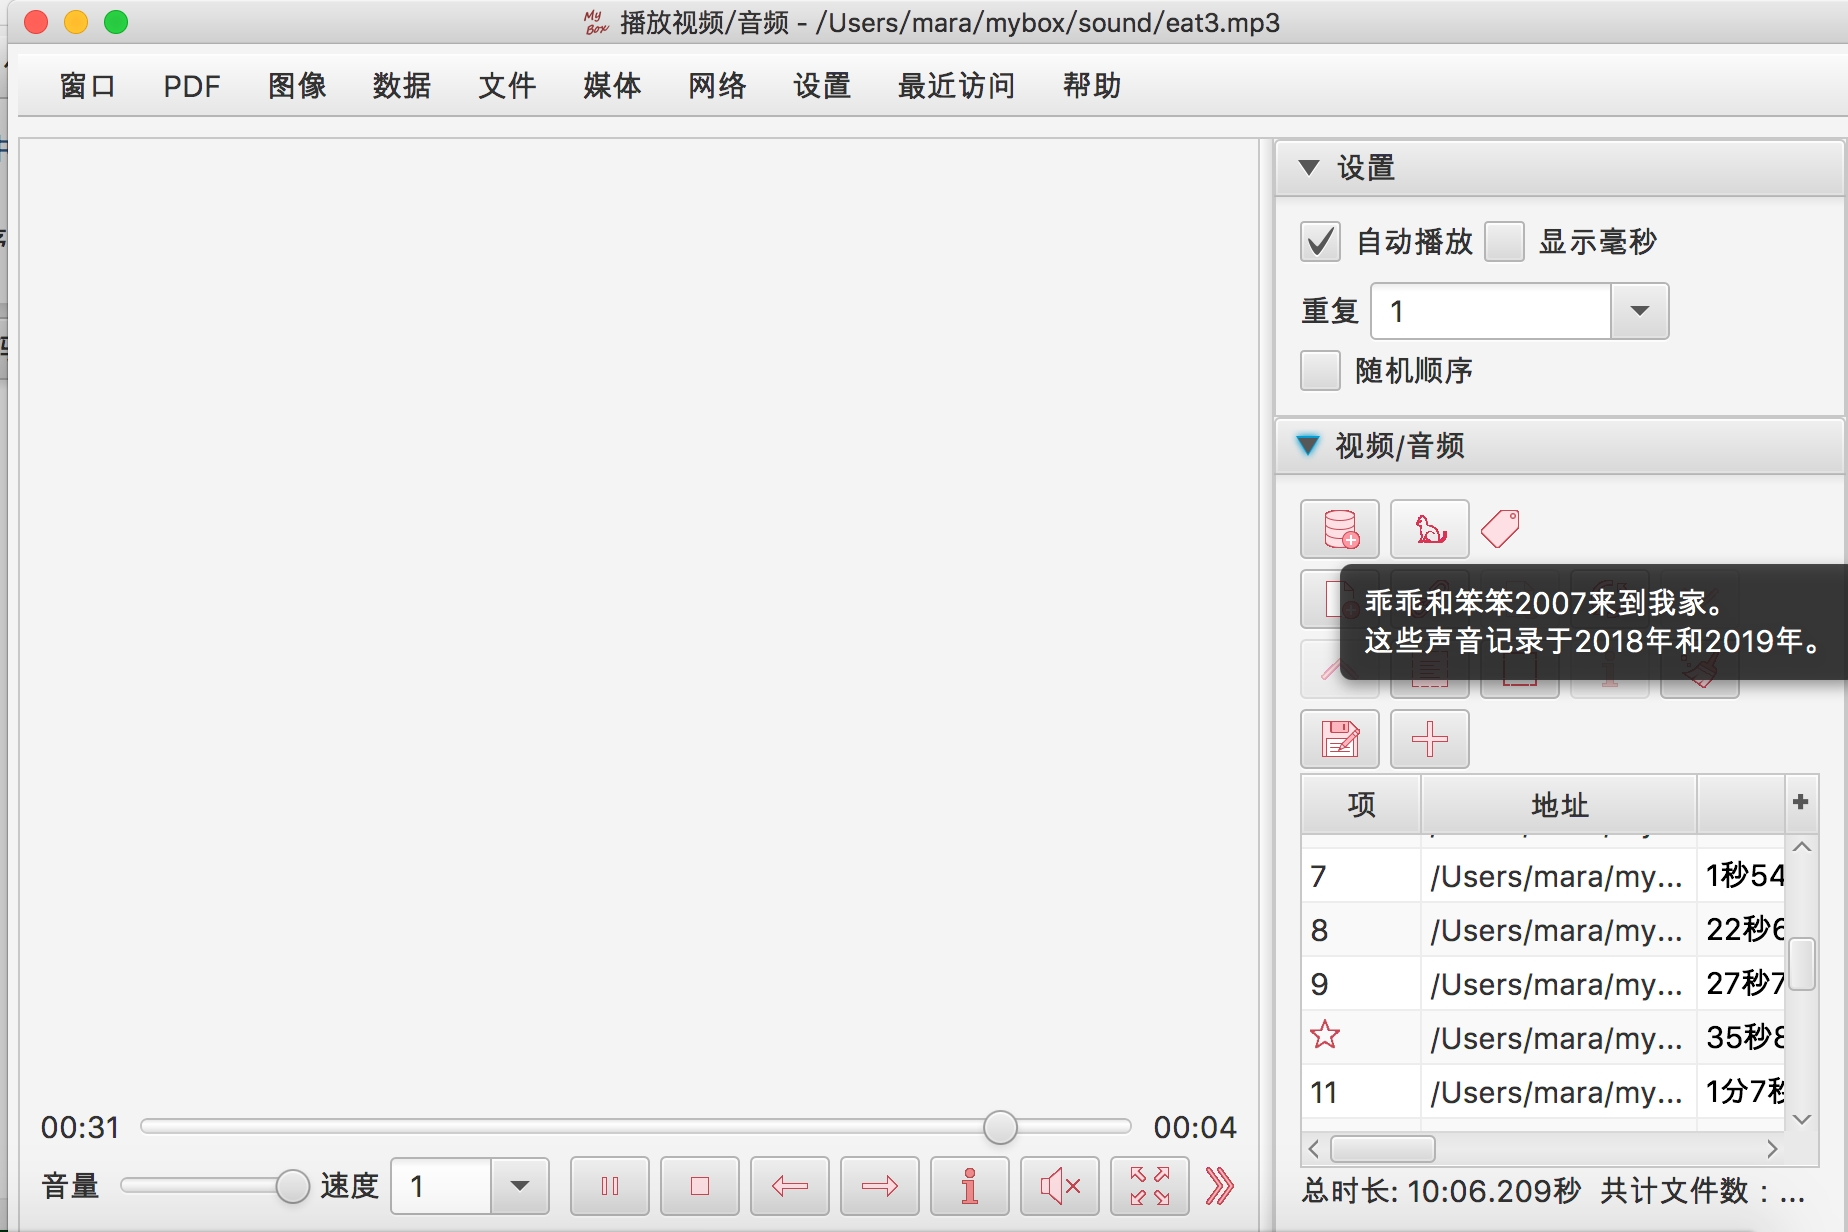 My Box 播放视频/音频 - /Users/mara/mybox/sound/eat3.mp3
窗口 PDF 图像 数据 文件 媒体 网络 设置 最近访问 帮助
设置
自动播放 显示毫秒
重复 1
随机顺序
视频/音频
乖乖和笨笨2007来到我家。
这些声音记录于2018年和2019年。
项 地址
7 /Users/mara/my... 1秒54
8 /Users/mara/my... 22秒6
9 /Users/mara/my... 27秒7
/Users/mara/my... 35秒8
11 /Users/mara/my... 1分7秒
总时长: 10:06.209秒 共计文件数：...
00:31 00:04
音量 速度 1